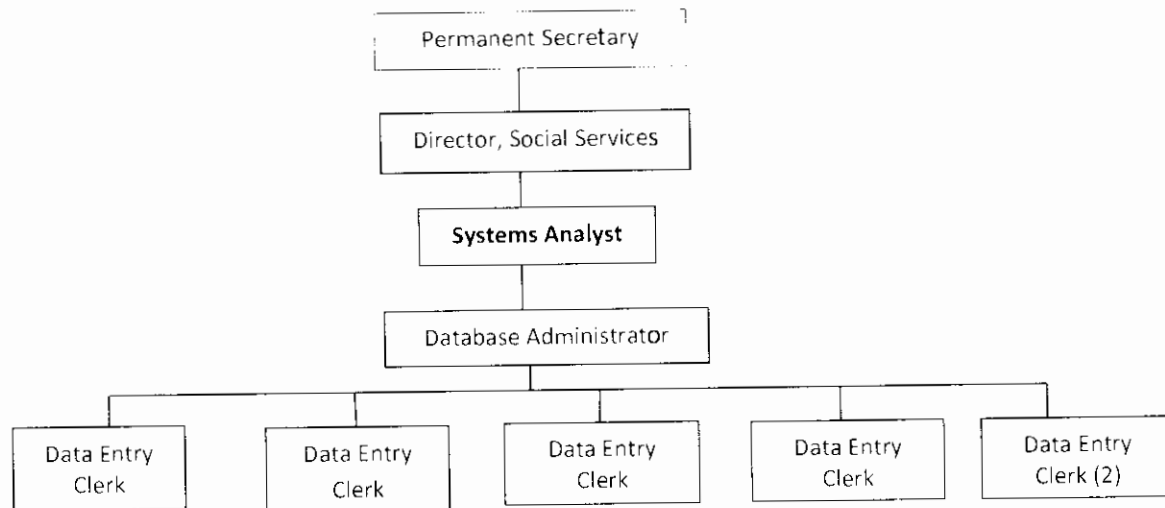 Permanent Secretary
Director, Social Services
Systems Analyst
Database Administrator
Data Entry
Clerk
Data Entry
Clerk
Data Entry
Clerk
Data Entry
Clerk
Data Entry
Clerk (2)